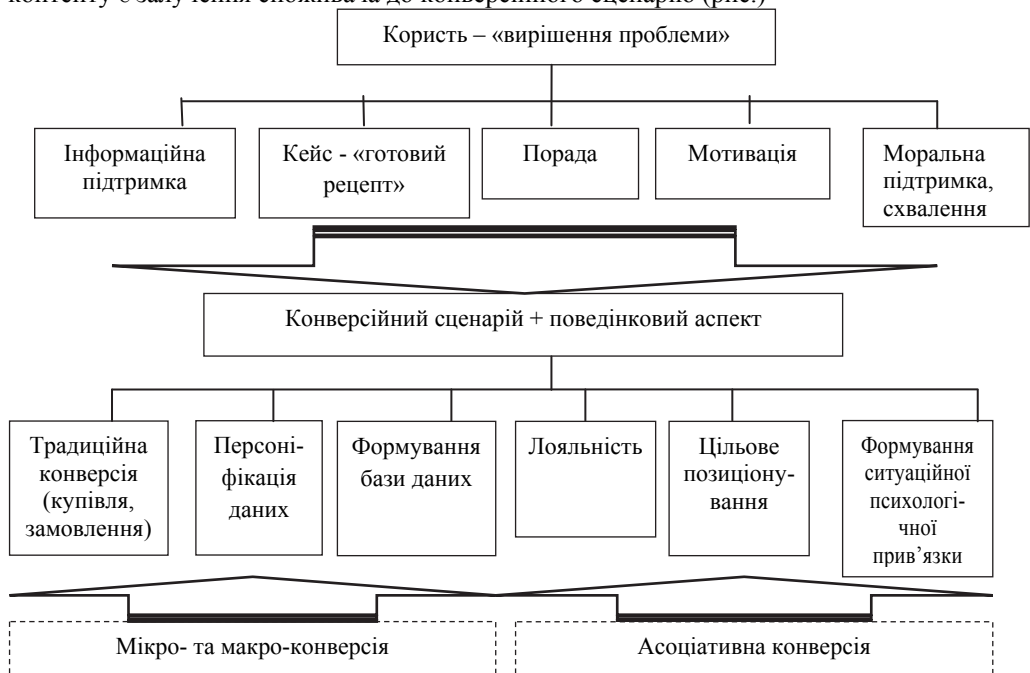 контенту є залучення споживача до конверсійного сценарію (рис.)
Користь – «вирішення проблеми»
Інформаційна
підтримка
Кейс - «готовий
рецепт»
Порада
Мотивація
Моральна
підтримка,
схвалення
Конверсійний сценарій + поведінковий аспект
Традиційна
конверсія
(купівля,
замовлення)
Персоні-
фікація
даних
Формування
бази даних
Лояльність
Цільове
позиціону-
вання
Формування
ситуаційної
психологі-
чної
прив’язки
Мікро- та макро-конверсія
Асоціативна конверсія